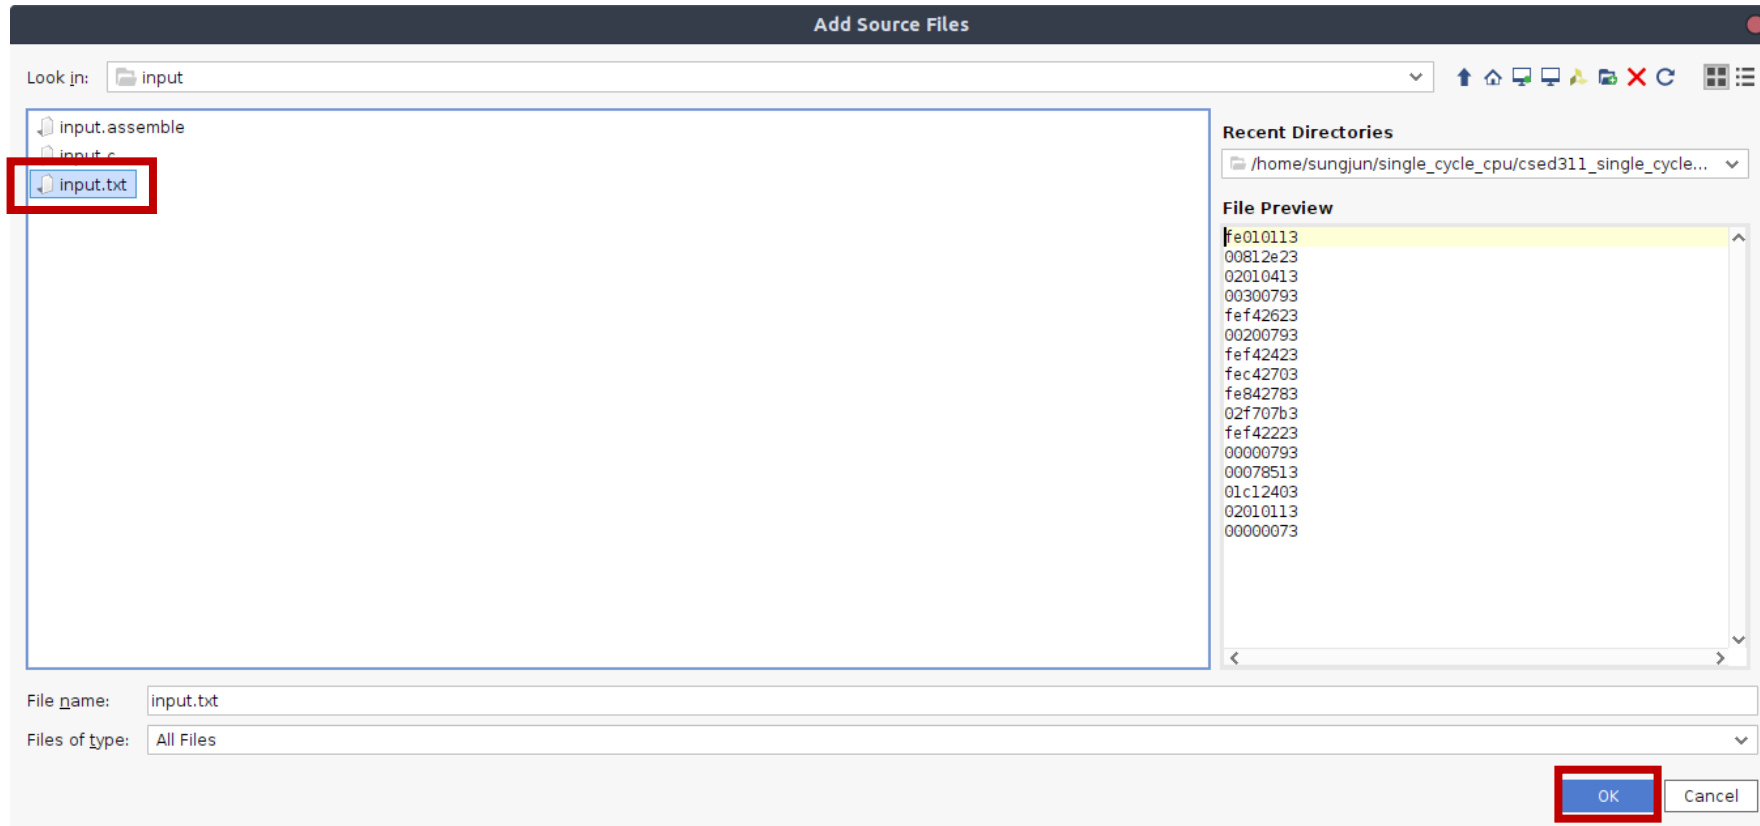 Add Source Files
Look in: input
input.assemble
input.c
input.txt
Recent Directories
/home/sungjun/single_cycle_cpu/csed311_single_cycle...
File Preview
fe010113
00812e23
02010413
00300793
fef42623
00200793
fef42423
fec42703
fe842783
02f707b3
fef42223
00000793
00078513
01c12403
02010113
00000073
File name: input.txt
Files of type: All Files
OK Cancel